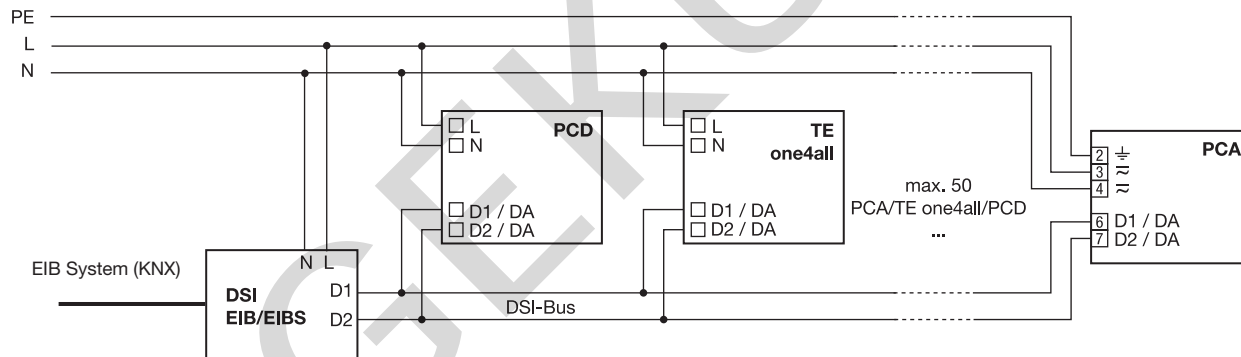 PE
L
N
L
N
PCD
D1 / DA
D2 / DA
L
N
TE
one4all
D1 / DA
D2 / DA
max. 50
PCA/TE one4all/PCD
...
2
3
4
PCA
6 D1 / DA
7 D2 / DA
EIB System (KNX)
N L
DSI
EIB/EIBS
D1
D2
DSI-Bus